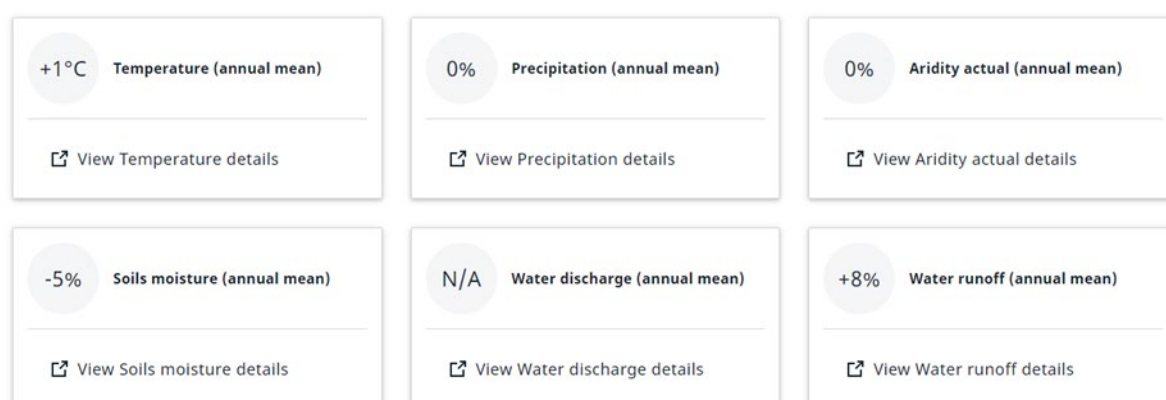 +1°C Temperature (annual mean)
View Temperature details
0% Precipitation (annual mean)
View Precipitation details
0% Aridity actual (annual mean)
View Aridity actual details
-5% Soils moisture (annual mean)
View Soils moisture details
N/A Water discharge (annual mean)
View Water discharge details
+8% Water runoff (annual mean)
View Water runoff details